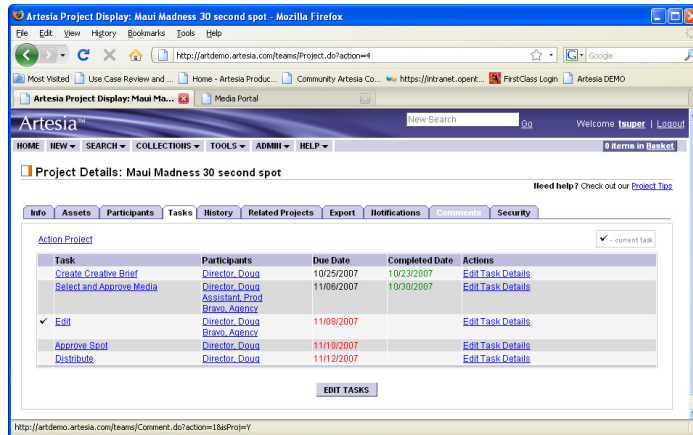 Artesia Project Display: Maui Madness 30 second spot - Mozilla Firefox
File Edit View History Bookmarks Tools Help
http://artdemo.artesia.com/teams/Project.do?action=4
G Google
Most Visited Use Case Review and ... Home - Artesia Produc... Community Artesia Co... https://intranet.opent... FirstClass Login Artesia DEMO
Artesia Project Display: Maui Ma... Media Portal
Artesia™ New Search Go Welcome tsuper | Logout
HOME NEW SEARCH COLLECTIONS TOOLS ADMIN HELP 0 items in Basket
Project Details: Maui Madness 30 second spot
Need help? Check out our Project Tips
Info Assets Participants Tasks History Related Projects Export Notifications Comments Security
Action Project ✓ - current task
Task Participants Due Date Completed Date Actions
Create Creative Brief Director, Doug 10/25/2007 10/23/2007 Edit Task Details
Select and Approve Media Director, Doug 11/06/2007 10/30/2007 Edit Task Details
Assistant, Prod
Bravo, Agency
✓ Edit Director, Doug 11/08/2007 Edit Task Details
Bravo, Agency
Approve Spot Director, Doug 11/10/2007 Edit Task Details
Distribute Director, Doug 11/12/2007 Edit Task Details
EDIT TASKS
http://artdemo.artesia.com/teams/Comment.do?action=1&isProj=Y